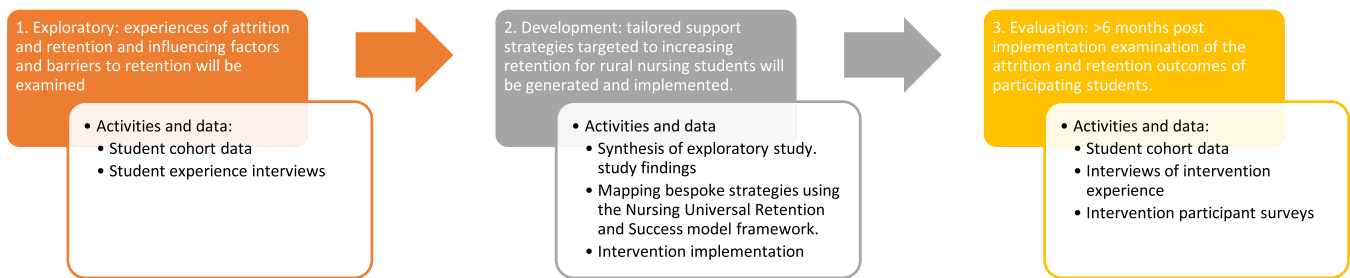 1. Exploratory: experiences of attrition
and retention and influencing factors
and barriers to retention will be
examined
• Activities and data:
• Student cohort data
• Student experience interviews
2. Development: tailored support
strategies targeted to increasing
retention for rural nursing students will
be generated and implemented.
• Activities and data
• Synthesis of exploratory study.
study findings
• Mapping bespoke strategies using
the Nursing Universal Retention
and Success model framework.
• Intervention implementation
3. Evaluation: >6 months post
implementation examination of the
attrition and retention outcomes of
participating students.
• Activities and data:
• Student cohort data
• Interviews of intervention
experience
• Intervention participant surveys